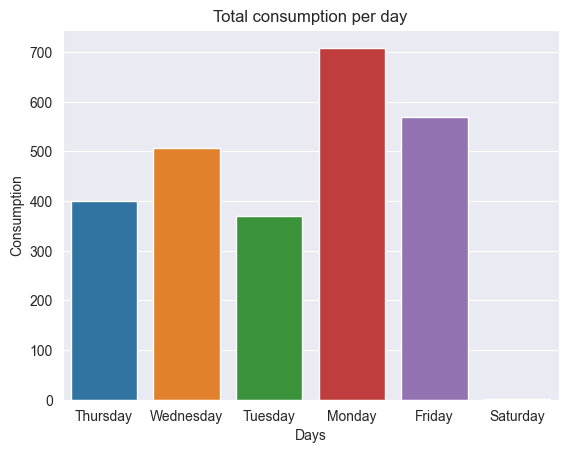 Total consumption per day
Consumption
700
600
500
400
300
200
100
0
Thursday Wednesday Tuesday Monday Friday Saturday
Days